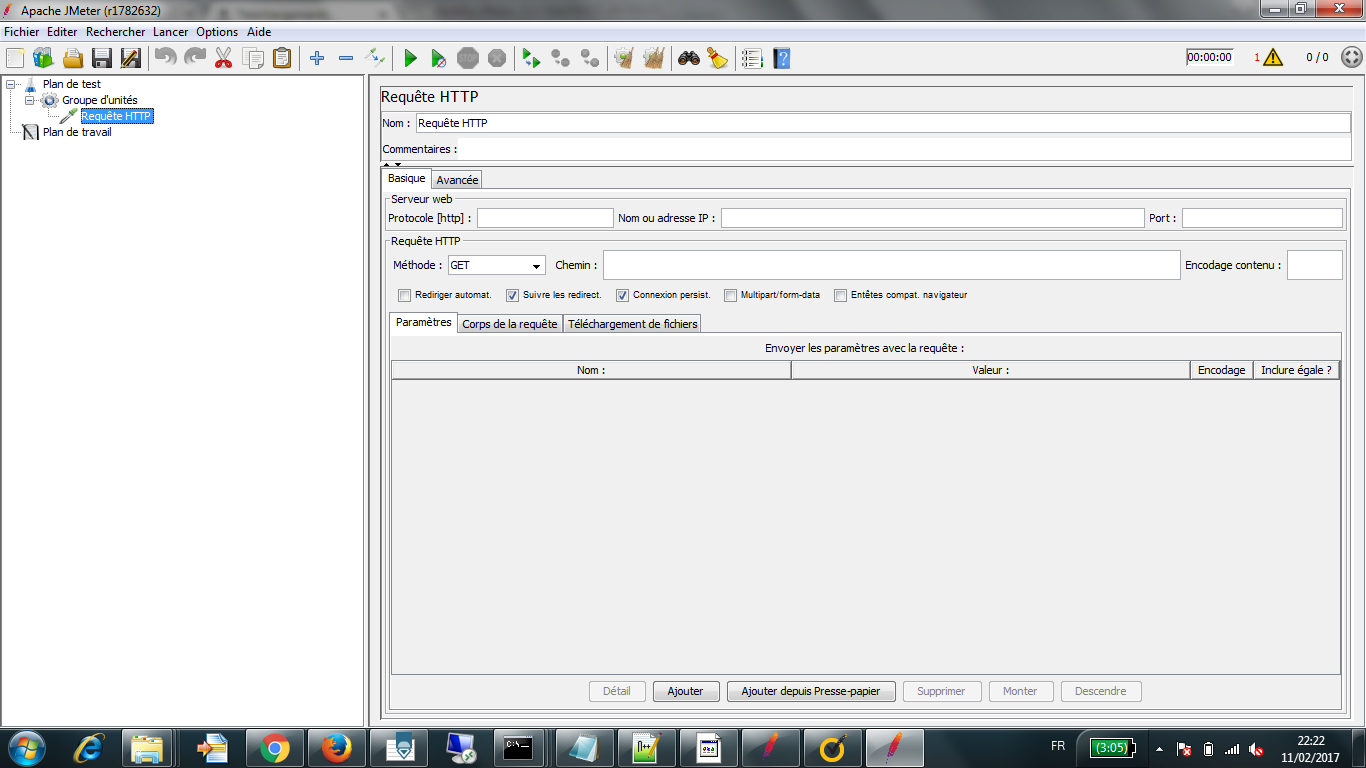 Apache JMeter (r1782632)
Fichier Editer Rechercher Lancer Options Aide
STOP 00:00:00 1 0 / 0
Plan de test
Groupe d'unités
Requête HTTP
Plan de travail
Requête HTTP
Nom : Requête HTTP
Commentaires :
Basique Avancée
Serveur web
Protocole [http] : Nom ou adresse IP : Port :
Requête HTTP
Méthode : GET Chemin : Encodage contenu :
Rediriger automat. Suivre les redirect. Connexion persist. Multipart/form-data Entêtes compat. navigateur
Paramètres Corps de la requête Téléchargement de fichiers
Envoyer les paramètres avec la requête :
Nom : Valeur : Encodage Inclure égale ?
Détail Ajouter Ajouter depuis Presse-papier Supprimer Monter Descendre
FR (3:05) 22:22
11/02/2017